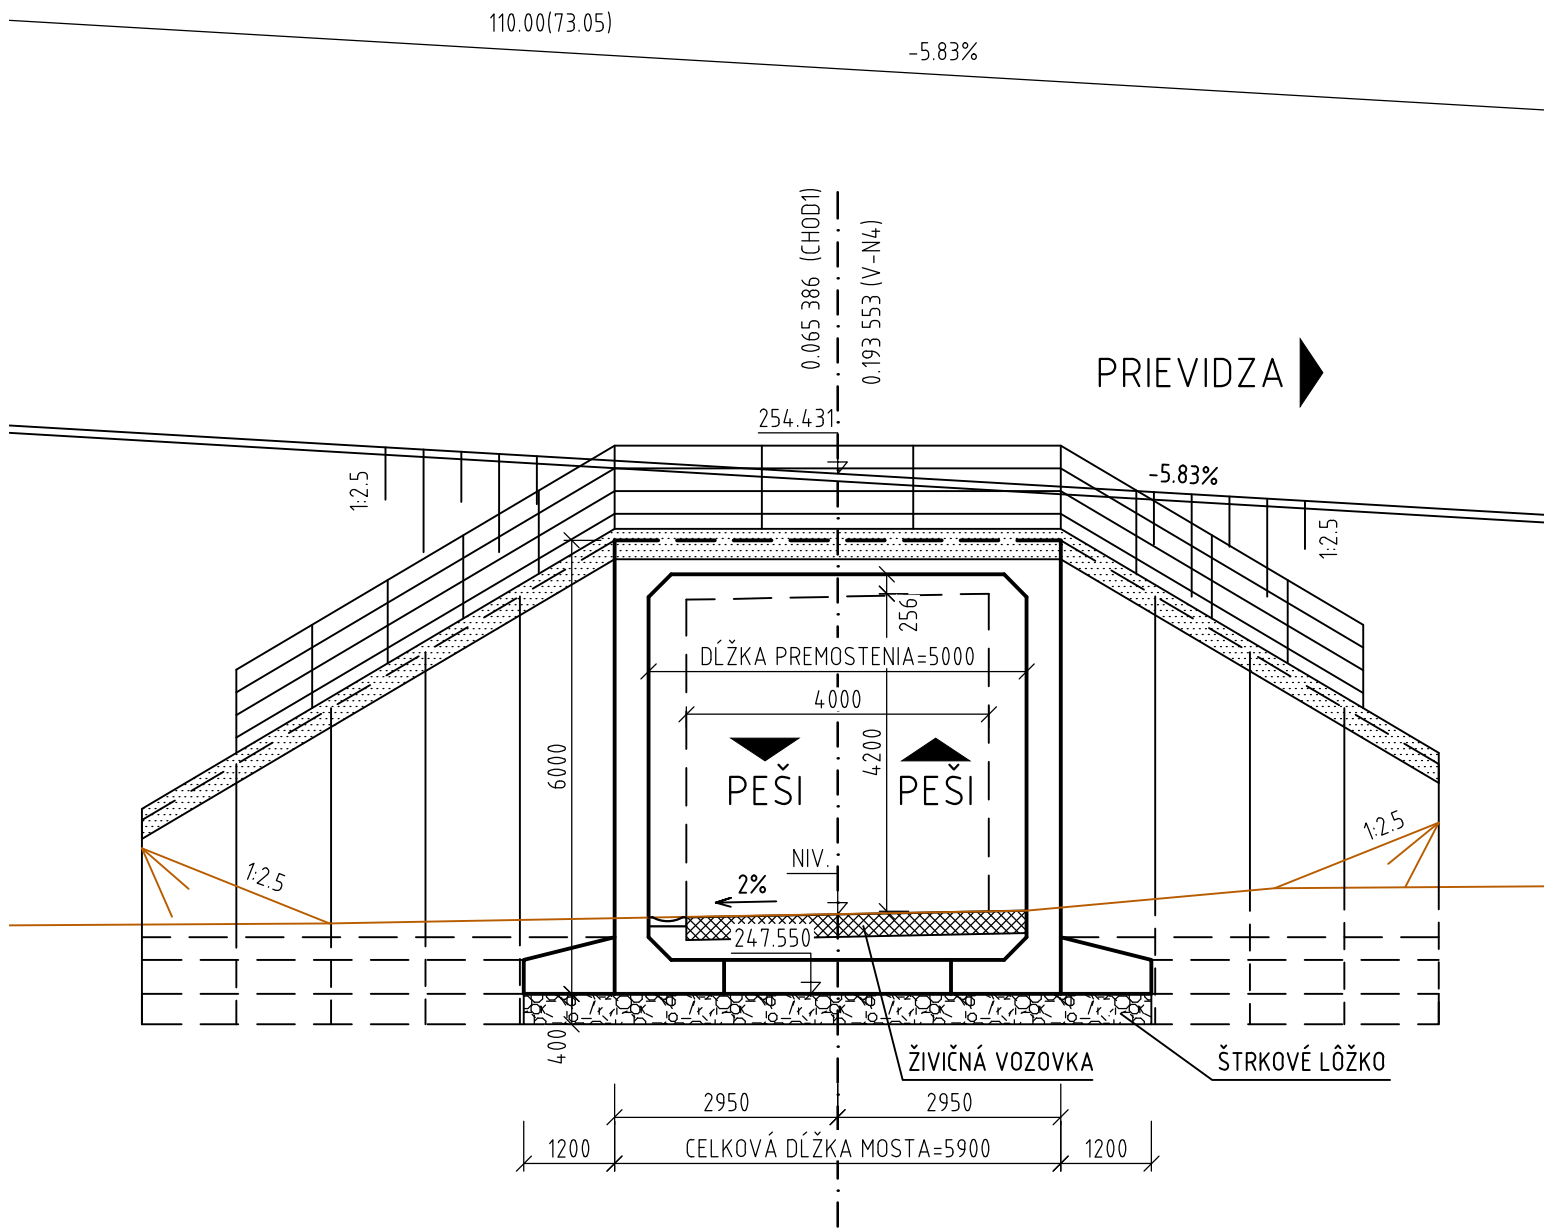 110.00(73.05)
-5.83%
0.065 386 (CHOD1)
0.193 553 (V-N4)
PRIEVIDZA
254.431
1:2.5
-5.83%
1:2.5
256
DĹŽKA PREMOSTENIA=5000
4000
6000
4200
PEŠI
PEŠI
1:2.5
NIV.
1:2.5
2%
247.550
400
ŽIVIČNÁ VOZOVKA
ŠTRKOVÉ LÔŽKO
2950
2950
1200
CELKOVÁ DĹŽKA MOSTA=5900
1200